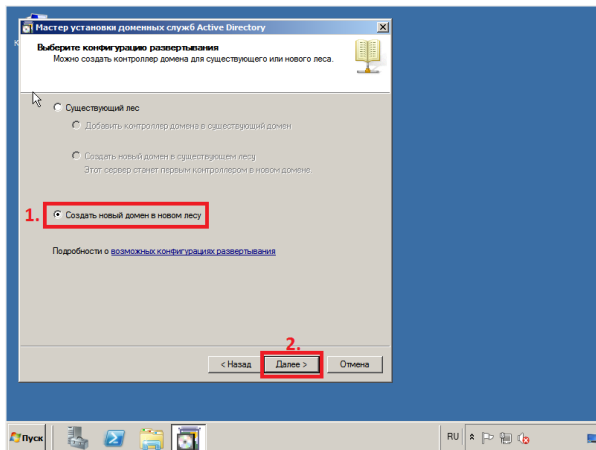 Мастер установки доменных служб Active Directory
Выберите конфигурацию развертывания
Можно создать контроллер домена для существующего или нового леса.
Существующий лес
Добавить контроллер домена в существующий домен
Создать новый домен в существующем лесу
Этот сервер станет первым контроллером в новом домене.
1.
Создать новый домен в новом лесу
Подробности о возможных конфигурациях развертывания
2.
< Назад Далее > Отмена
Пуск RU